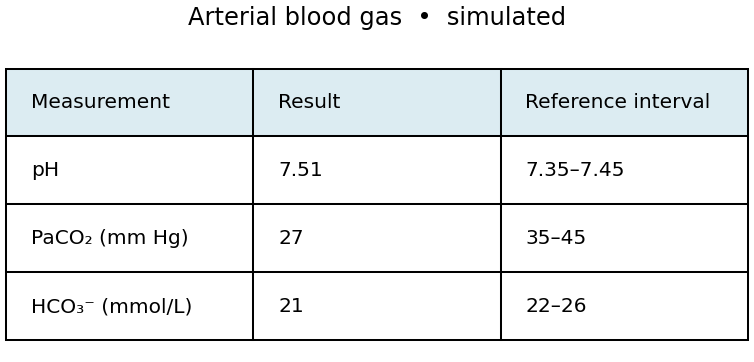 Arterial blood gas • simulated
Measurement Result Reference interval
pH 7.51 7.35–7.45
PaCO₂ (mm Hg) 27 35–45
HCO₃⁻ (mmol/L) 21 22–26